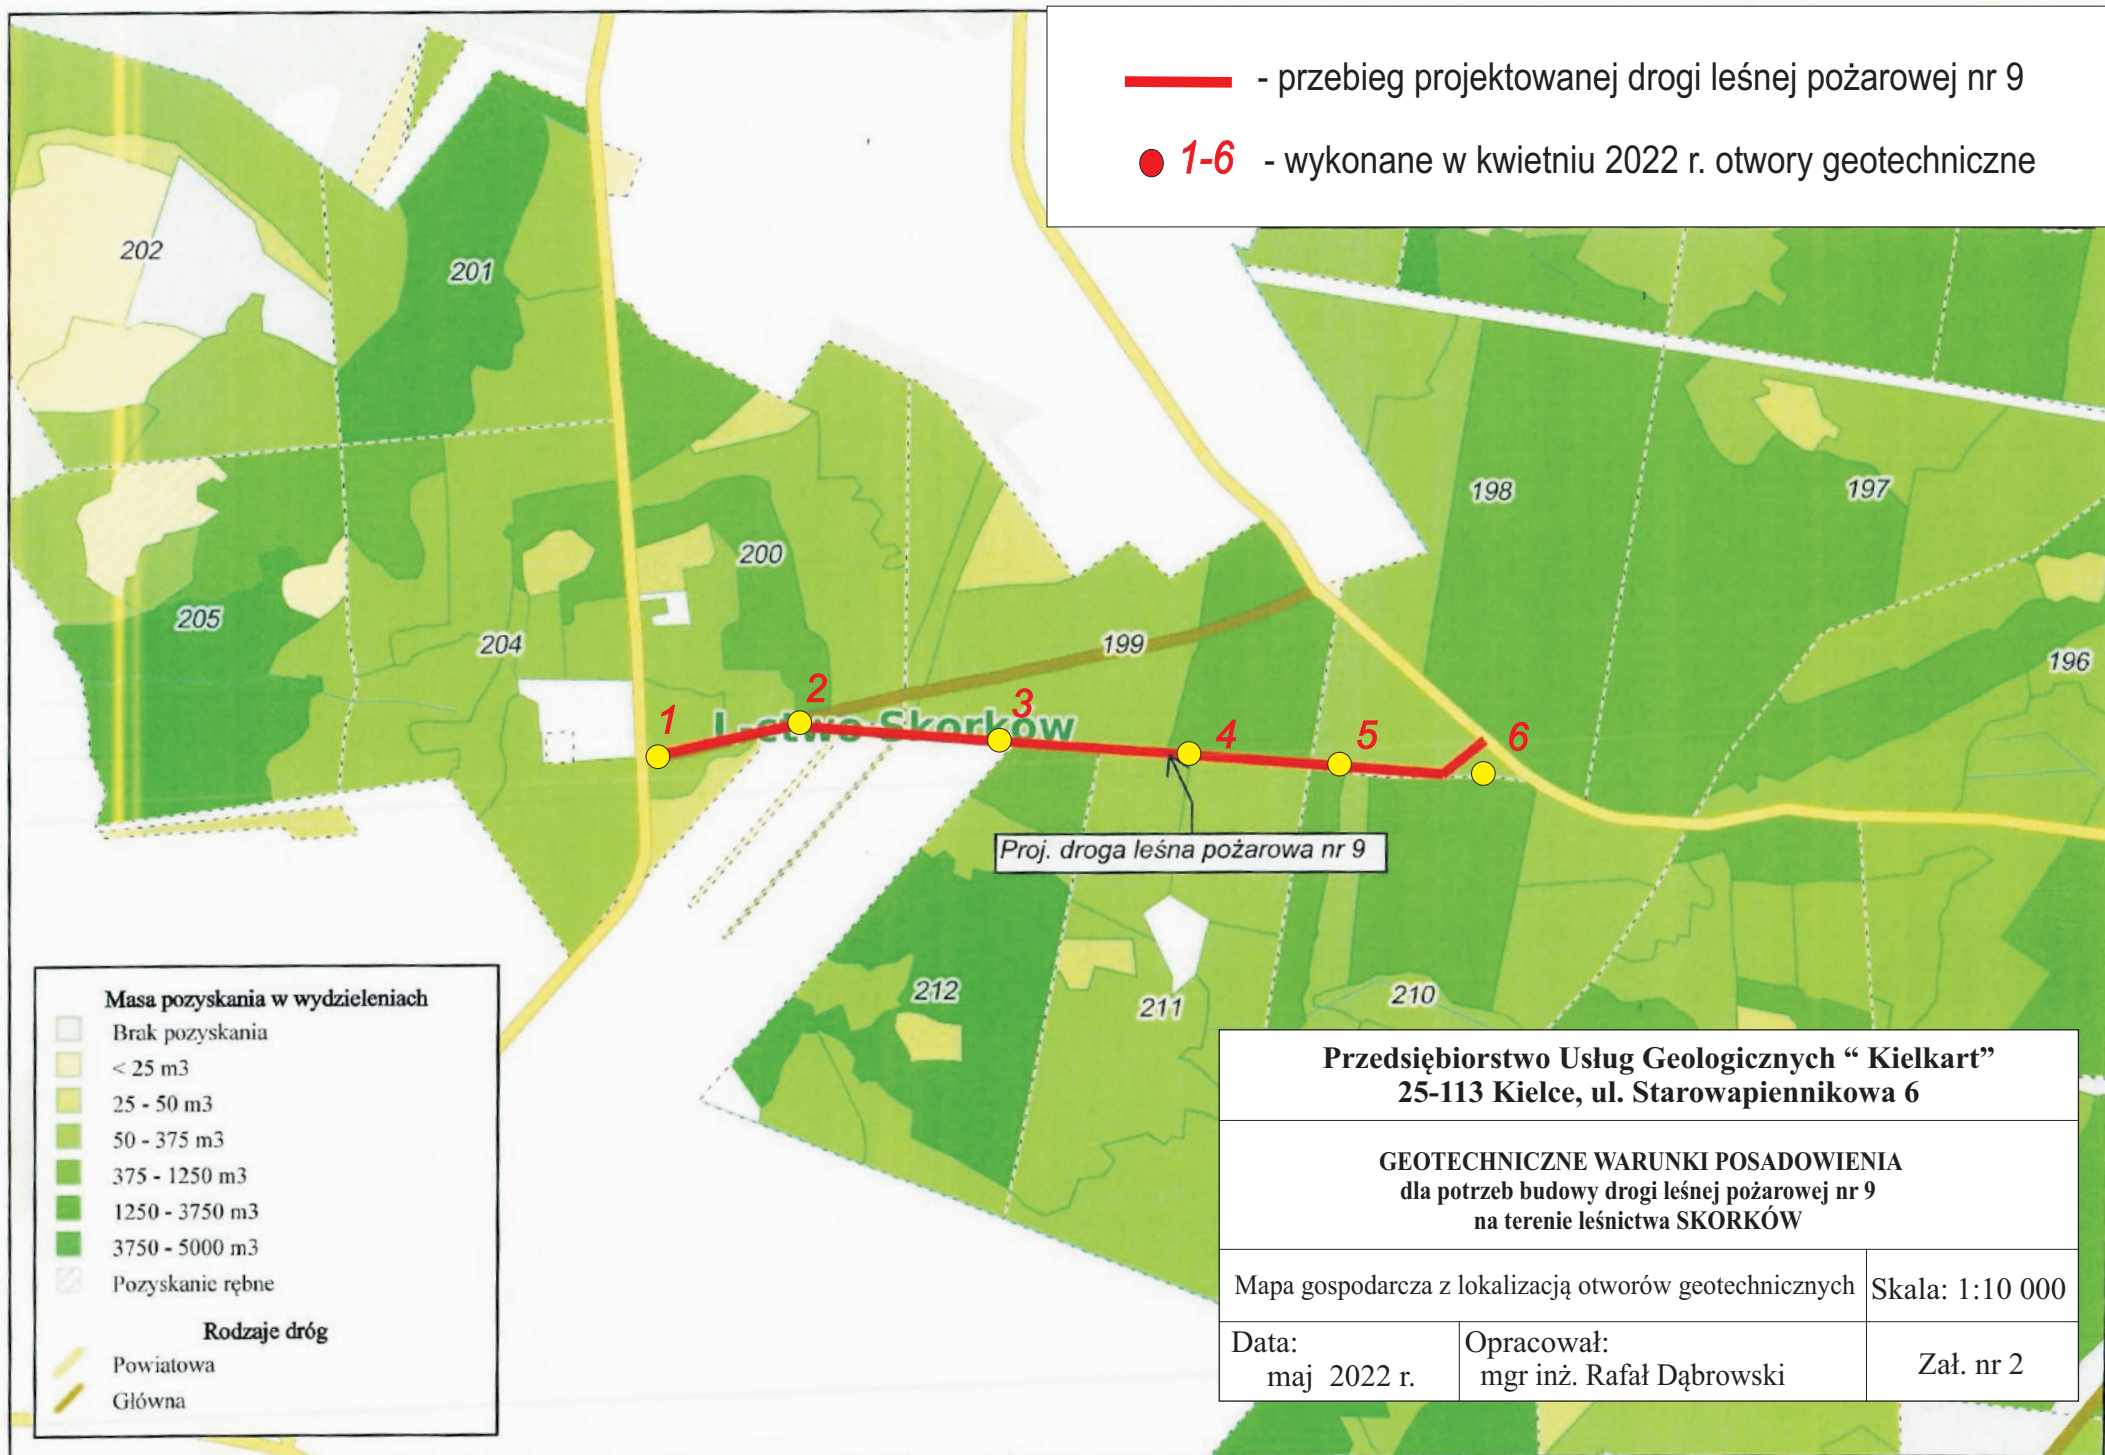 - przebieg projektowanej drogi leśnej pożarowej nr 9
1-6 - wykonane w kwietniu 2022 r. otwory geotechniczne
202
201
198
197
200
205
204
199
196
1
2
3
4
5
6
L-ctwo Skorków
Proj. droga leśna pożarowa nr 9
212
211
210
Masa pozyskania w wydzieleniach
Brak pozyskania
< 25 m3
25 - 50 m3
50 - 375 m3
375 - 1250 m3
1250 - 3750 m3
3750 - 5000 m3
Pozyskanie rębne
Rodzaje dróg
Powiatowa
Główna
Przedsiębiorstwo Usług Geologicznych “ Kielkart”
25-113 Kielce, ul. Starowapiennikowa 6
GEOTECHNICZNE WARUNKI POSADOWIENIA
dla potrzeb budowy drogi leśnej pożarowej nr 9
na terenie leśnictwa SKORKÓW
Mapa gospodarcza z lokalizacją otworów geotechnicznych
Skala: 1:10 000
Data:
maj 2022 r.
Opracował:
mgr inż. Rafał Dąbrowski
Zał. nr 2